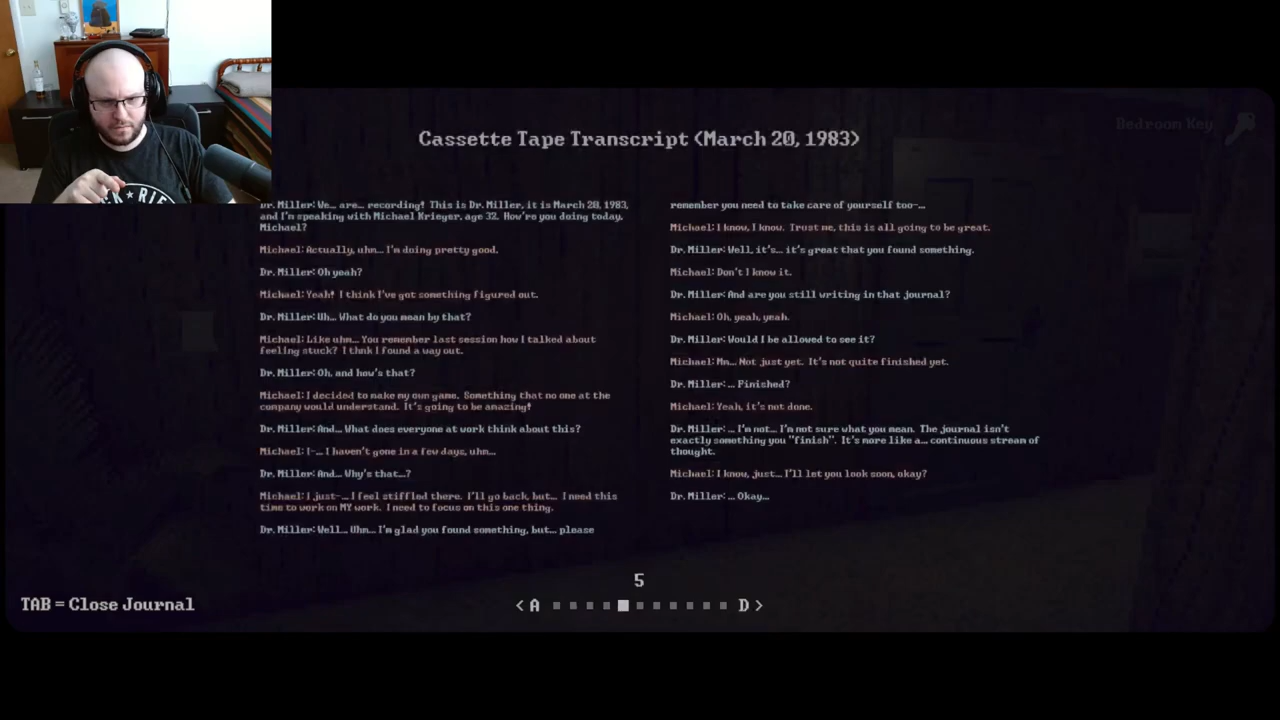 Bedroom Key
Cassette Tape Transcript (March 20, 1983)
Dr. Miller: We... are... recording! This is Dr. Miller, it is March 20, 1983,
and I'm speaking with Michael Krieger, age 32. How're you doing today,
Michael?
Michael: Actually, uhm... I'm doing pretty good.
Dr. Miller: Oh yeah?
Michael: Yeah! I think I've got something figured out.
Dr. Miller: Uh... What do you mean by that?
Michael: Like uhm... You remember last session how I talked about
feeling stuck? I thnk I found a way out.
Dr. Miller: Oh, and how's that?
Michael: I decided to make my own game. Something that no one at the
company would understand. It's going to be amazing!
Dr. Miller: And... What does everyone at work think about this?
Michael: I-... I haven't gone in a few days, uhm...
Dr. Miller: And... Why's that...?
Michael: I just-... I feel stiffled there. I'll go back, but... I need this
time to work on MY work. I need to focus on this one thing.
Dr. Miller: Well... Uhm... I'm glad you found something, but... please
remember you need to take care of yourself too-...
Michael: I know, I know. Trust me, this is all going to be great.
Dr. Miller: Well, it's... it's great that you found something.
Michael: Don't I know it.
Dr. Miller: And are you still writing in that journal?
Michael: Oh, yeah, yeah.
Dr. Miller: Would I be allowed to see it?
Michael: Mm... Not just yet. It's not quite finished yet.
Dr. Miller: ... Finished?
Michael: Yeah, it's not done.
Dr. Miller: ... I'm not... I'm not sure what you mean. The journal isn't
exactly something you "finish". It's more like a... continuous stream of
thought.
Michael: I know, just... I'll let you look soon, okay?
Dr. Miller: ... Okay...
5
TAB = Close Journal
< A
D >